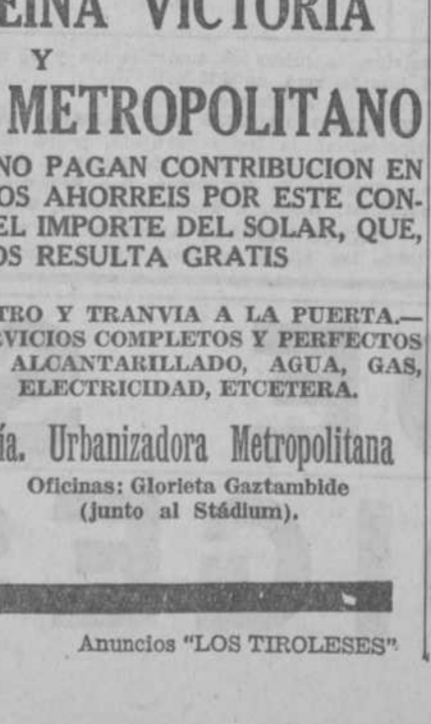 EINA VICTORIA
Y
METROPOLITANO
NO PAGAN CONTRIBUCION EN
OS AHORREIS POR ESTE CON-
EL IMPORTE DEL SOLAR, QUE,
OS RESULTA GRATIS
TRO Y TRANVIA A LA PUERTA.—
VICIOS COMPLETOS Y PERFECTOS
ALCANTARILLADO, AGUA, GAS,
ELECTRICIDAD, ETCETERA.
ía. Urbanizadora Metropolitana
Oficinas: Glorieta Gaztambide
(junto al Stádium).
Anuncios "LOS TIROLESES"